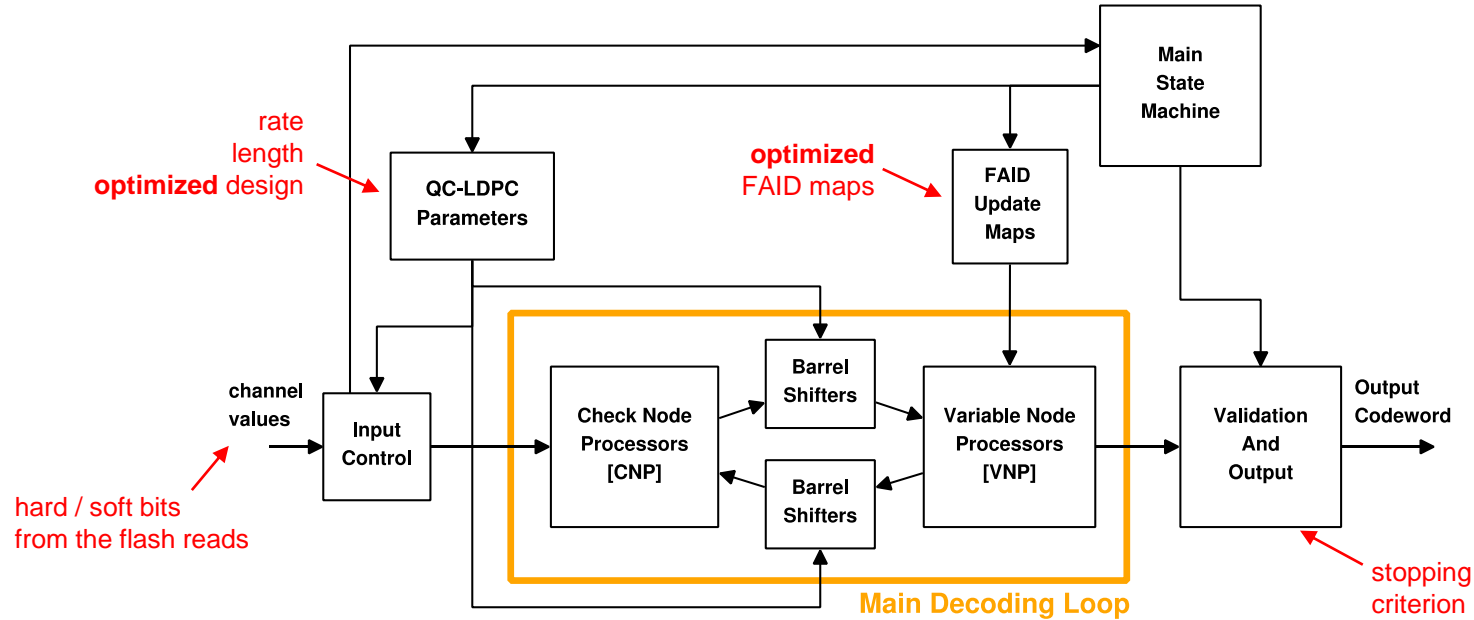 Main
State
Machine
rate
length
optimized design
QC-LDPC
Parameters
optimized
FAID maps
FAID
Update
Maps
channel
values
Input
Control
Check Node
Processors
[CNP]
Barrel
Shifters
Barrel
Shifters
Variable Node
Processors
[VNP]
Validation
And
Output
Output
Codeword
hard / soft bits
from the flash reads
Main Decoding Loop
stopping
criterion